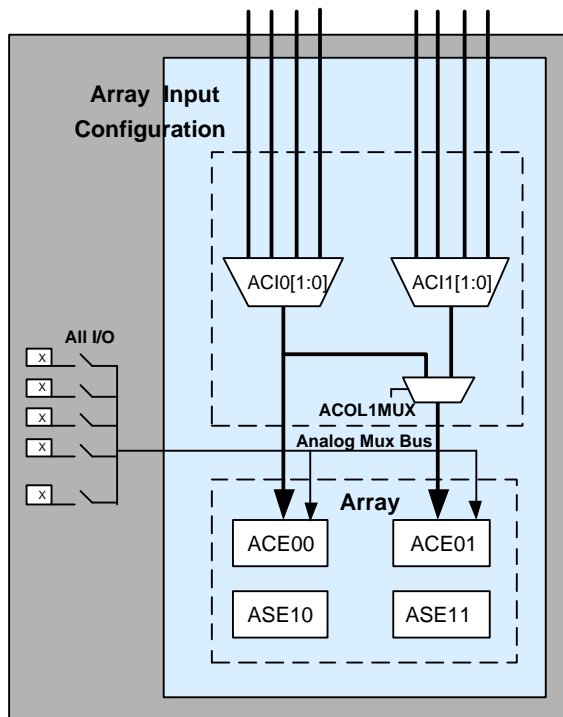 Array Input
Configuration
ACI0[1:0]
ACI1[1:0]
All I/O
X
X
X
X
X
ACOL1MUX
Analog Mux Bus
Array
ACE00
ACE01
ASE10
ASE11